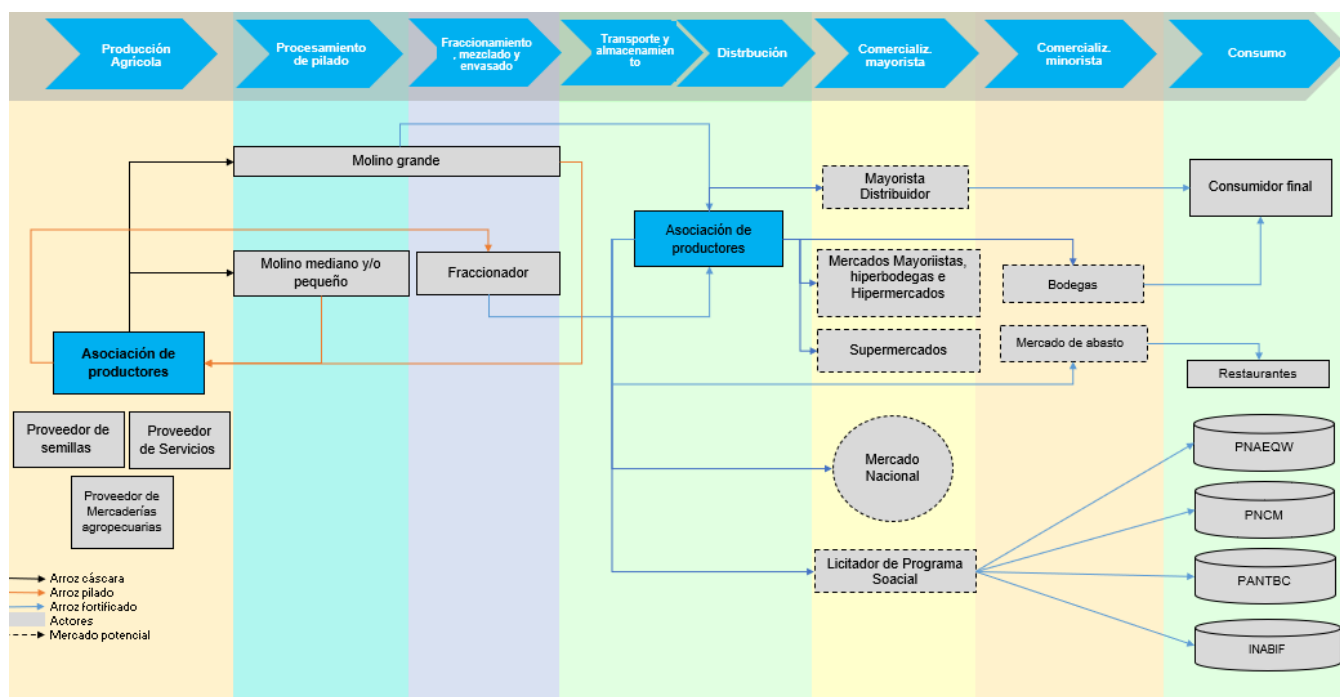 Producción
Agrícola
Procesamiento
de pilado
Fraccionamiento
, mezclado y
envasado
Transporte y
almacenamien
to
Distrbución
Comercializ.
mayorista
Comercializ.
minorista
Consumo
Molino grande
Mayorista
Distribuidor
Consumidor final
Asociación de
productores
Molino mediano y/o
pequeño
Fraccionador
Mercados Mayoriistas,
hiperbodegas e
Hipermercados
Bodegas
Asociación de
productores
Supermercados
Mercado de abasto
Restaurantes
Proveedor de
semillas
Proveedor
de Servicios
Mercado
Nacional
PNAEQW
Proveedor de
Mercaderías
agropecuarias
PNCM
Licitador de Programa
Soacial
PANTBC
INABIF
Arroz cáscara
Arroz pilado
Arroz fortificado
Actores
Mercado potencial